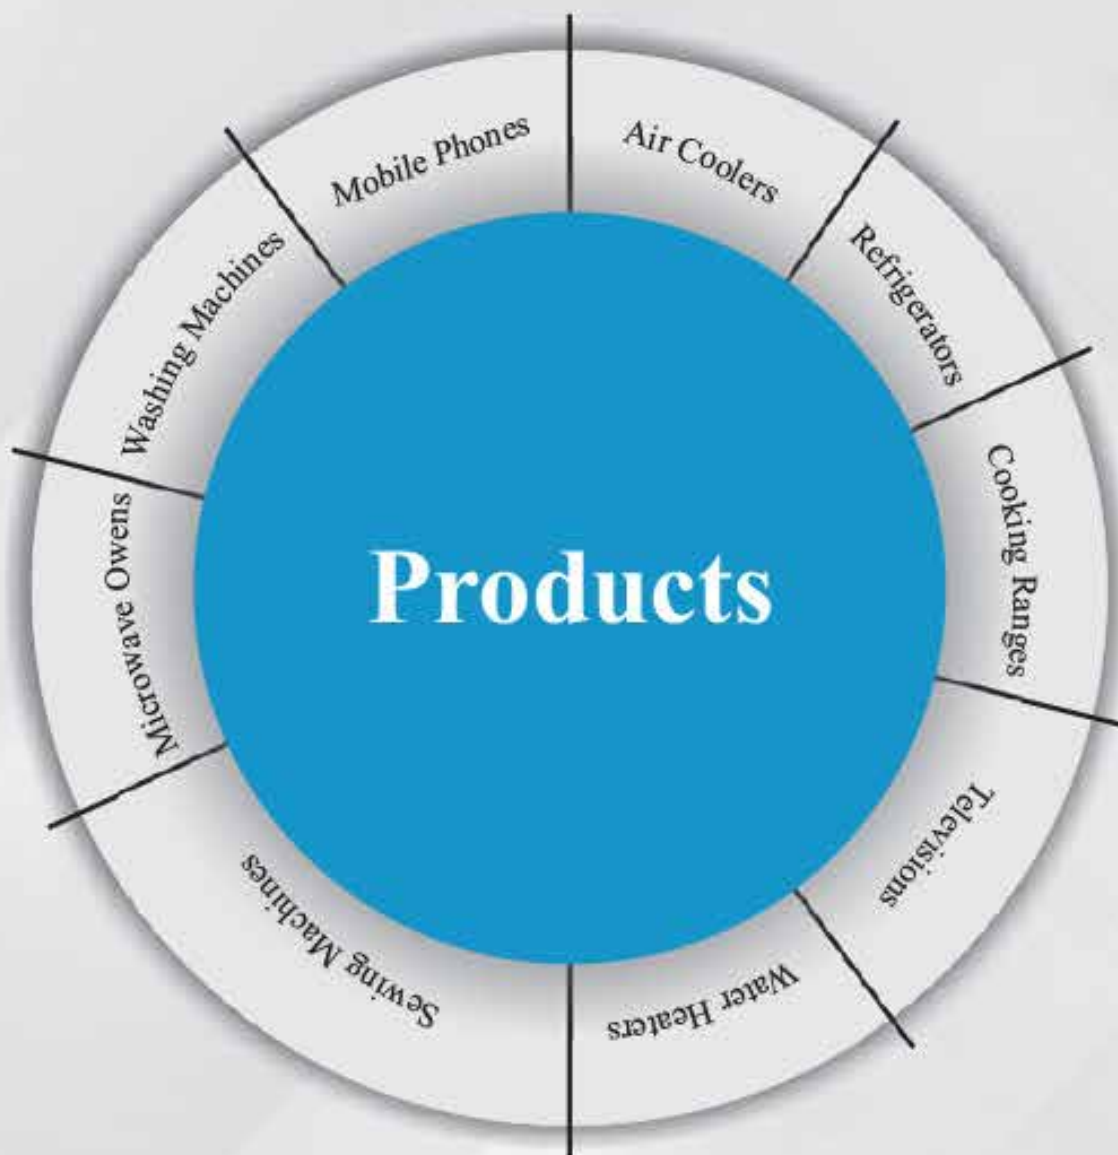 Products
Air Coolers
Refrigerators
Cooking Ranges
Televisions
Water Heaters
Sewing Machines
Microwave Owens
Washing Machines
Mobile Phones